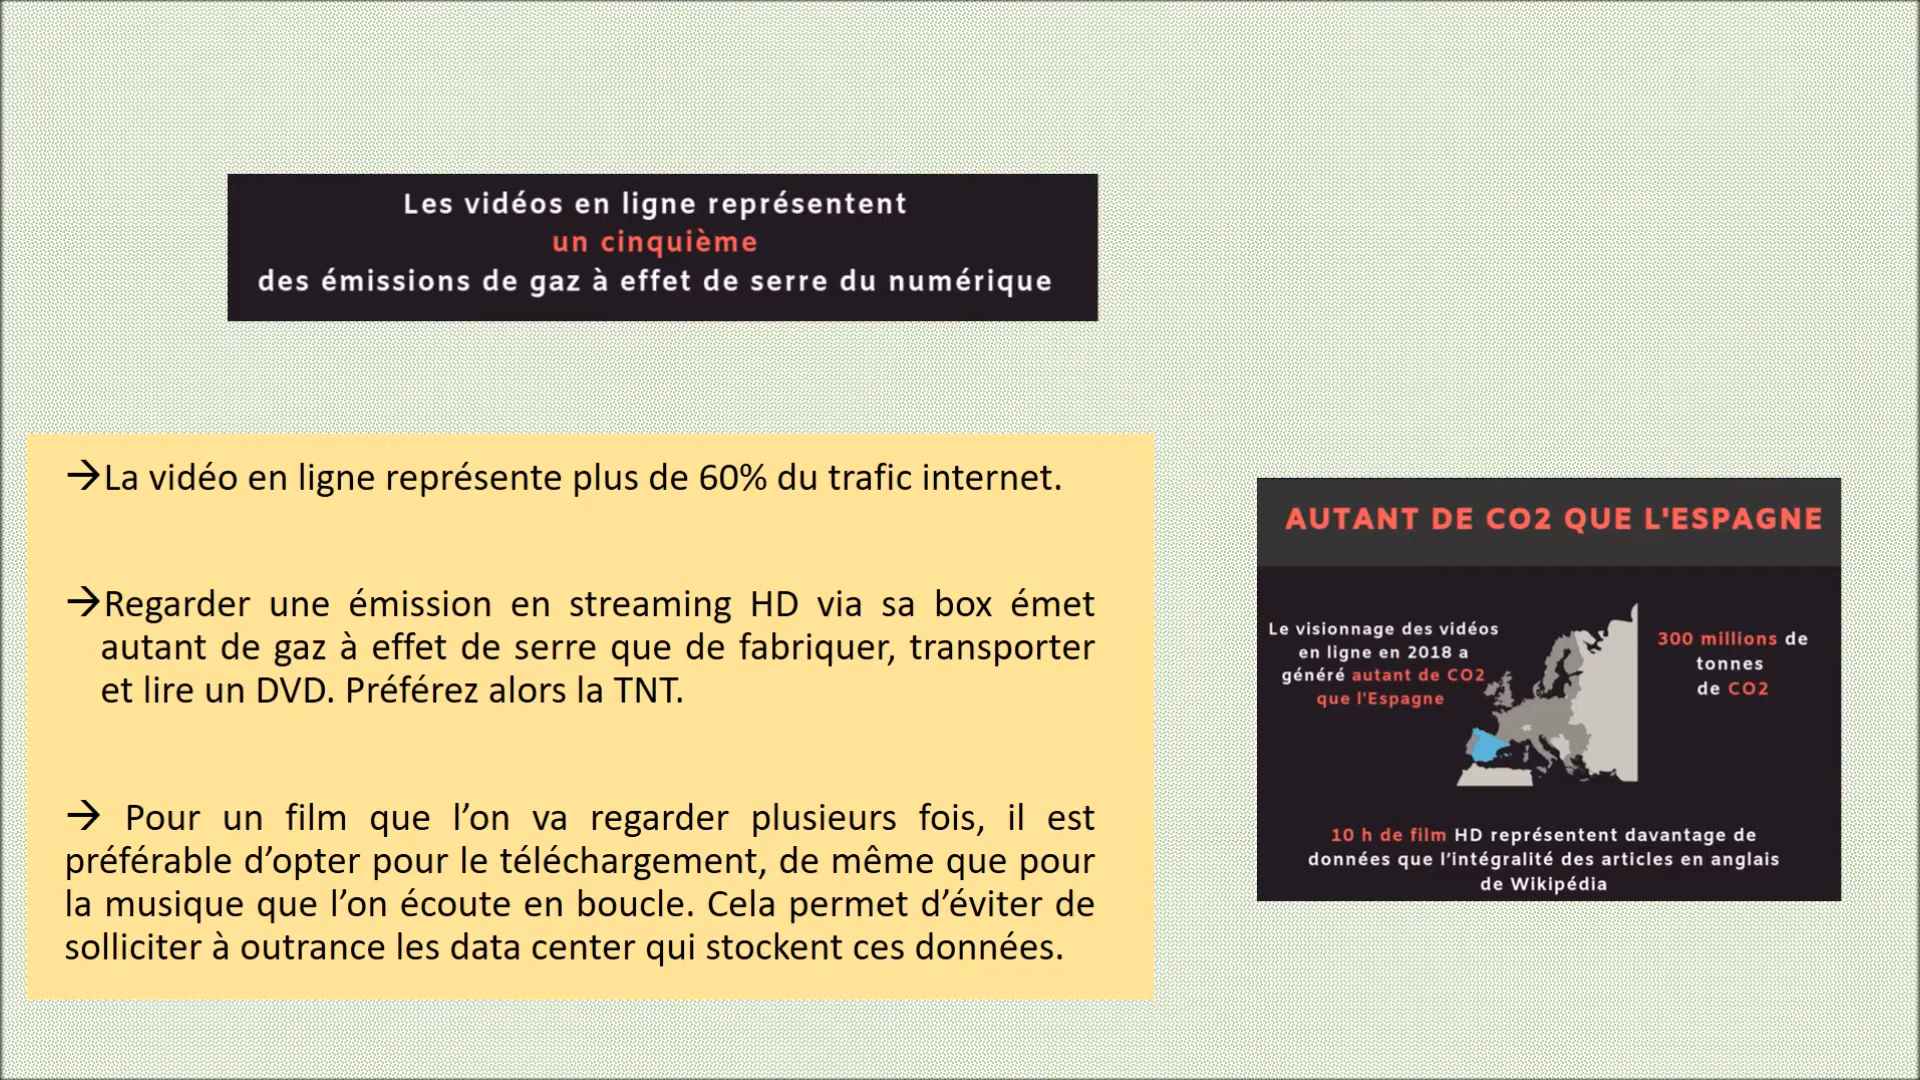 Les vidéos en ligne représentent
un cinquième
des émissions de gaz à effet de serre du numérique
→La vidéo en ligne représente plus de 60% du trafic internet.
→Regarder une émission en streaming HD via sa box émet
autant de gaz à effet de serre que de fabriquer, transporter
et lire un DVD. Préférez alors la TNT.
→ Pour un film que l’on va regarder plusieurs fois, il est
préférable d’opter pour le téléchargement, de même que pour
la musique que l’on écoute en boucle. Cela permet d’éviter de
solliciter à outrance les data center qui stockent ces données.
AUTANT DE CO2 QUE L'ESPAGNE
Le visionnage des vidéos
en ligne en 2018 a
généré autant de CO2
que l'Espagne
300 millions de
tonnes
de CO2
10 h de film HD représentent davantage de
données que l’intégralité des articles en anglais
de Wikipédia